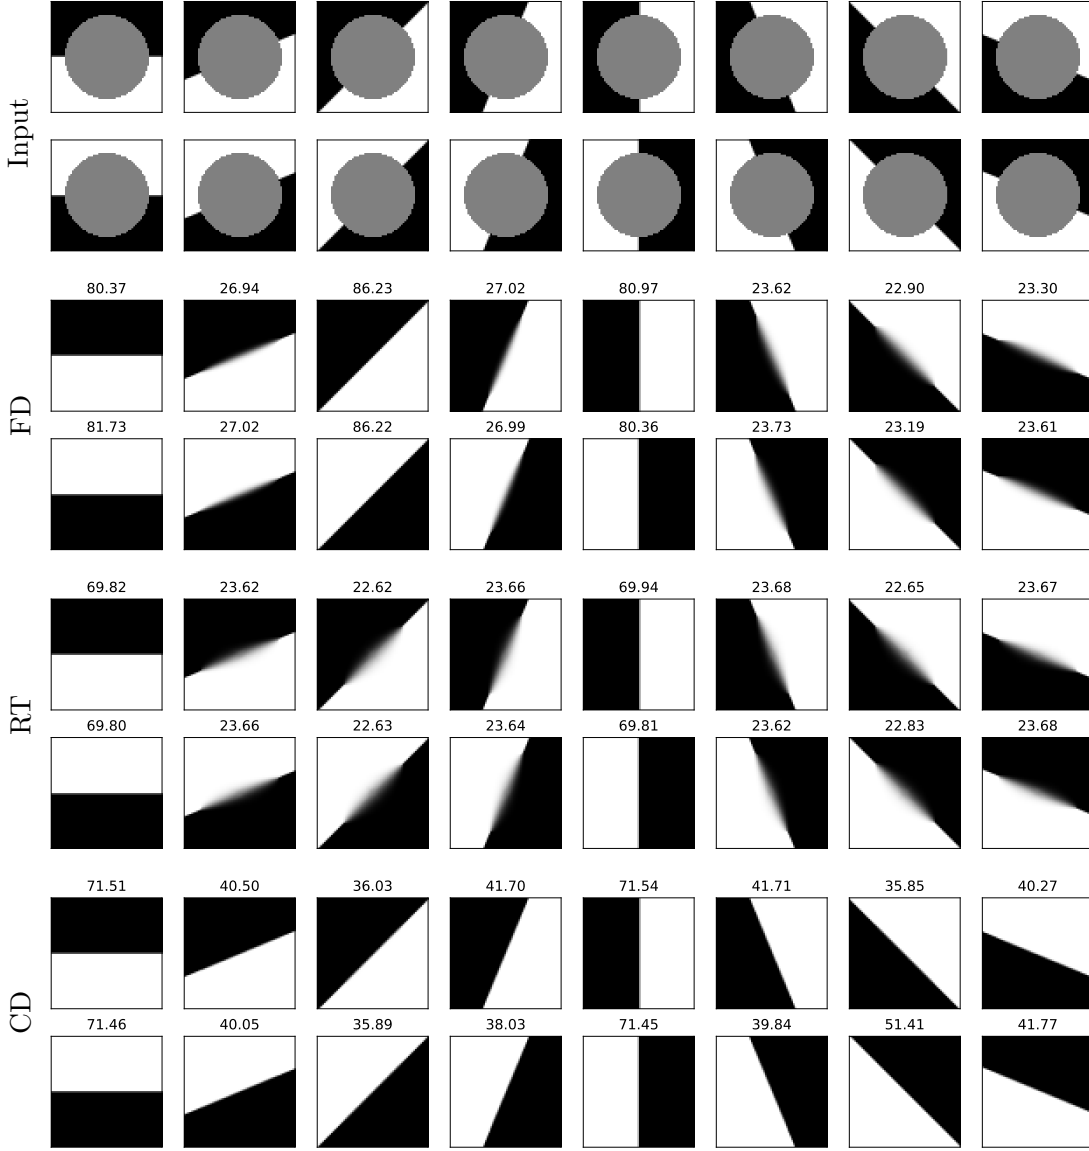 Input
FD
80.37 26.94 86.23 27.02 80.97 23.62 22.90 23.30
81.73 27.02 86.22 26.99 80.36 23.73 23.19 23.61
RT
69.82 23.62 22.62 23.66 69.94 23.68 22.65 23.67
69.80 23.66 22.63 23.64 69.81 23.62 22.83 23.68
CD
71.51 40.50 36.03 41.70 71.54 41.71 35.85 40.27
71.46 40.05 35.89 38.03 71.45 39.84 51.41 41.77